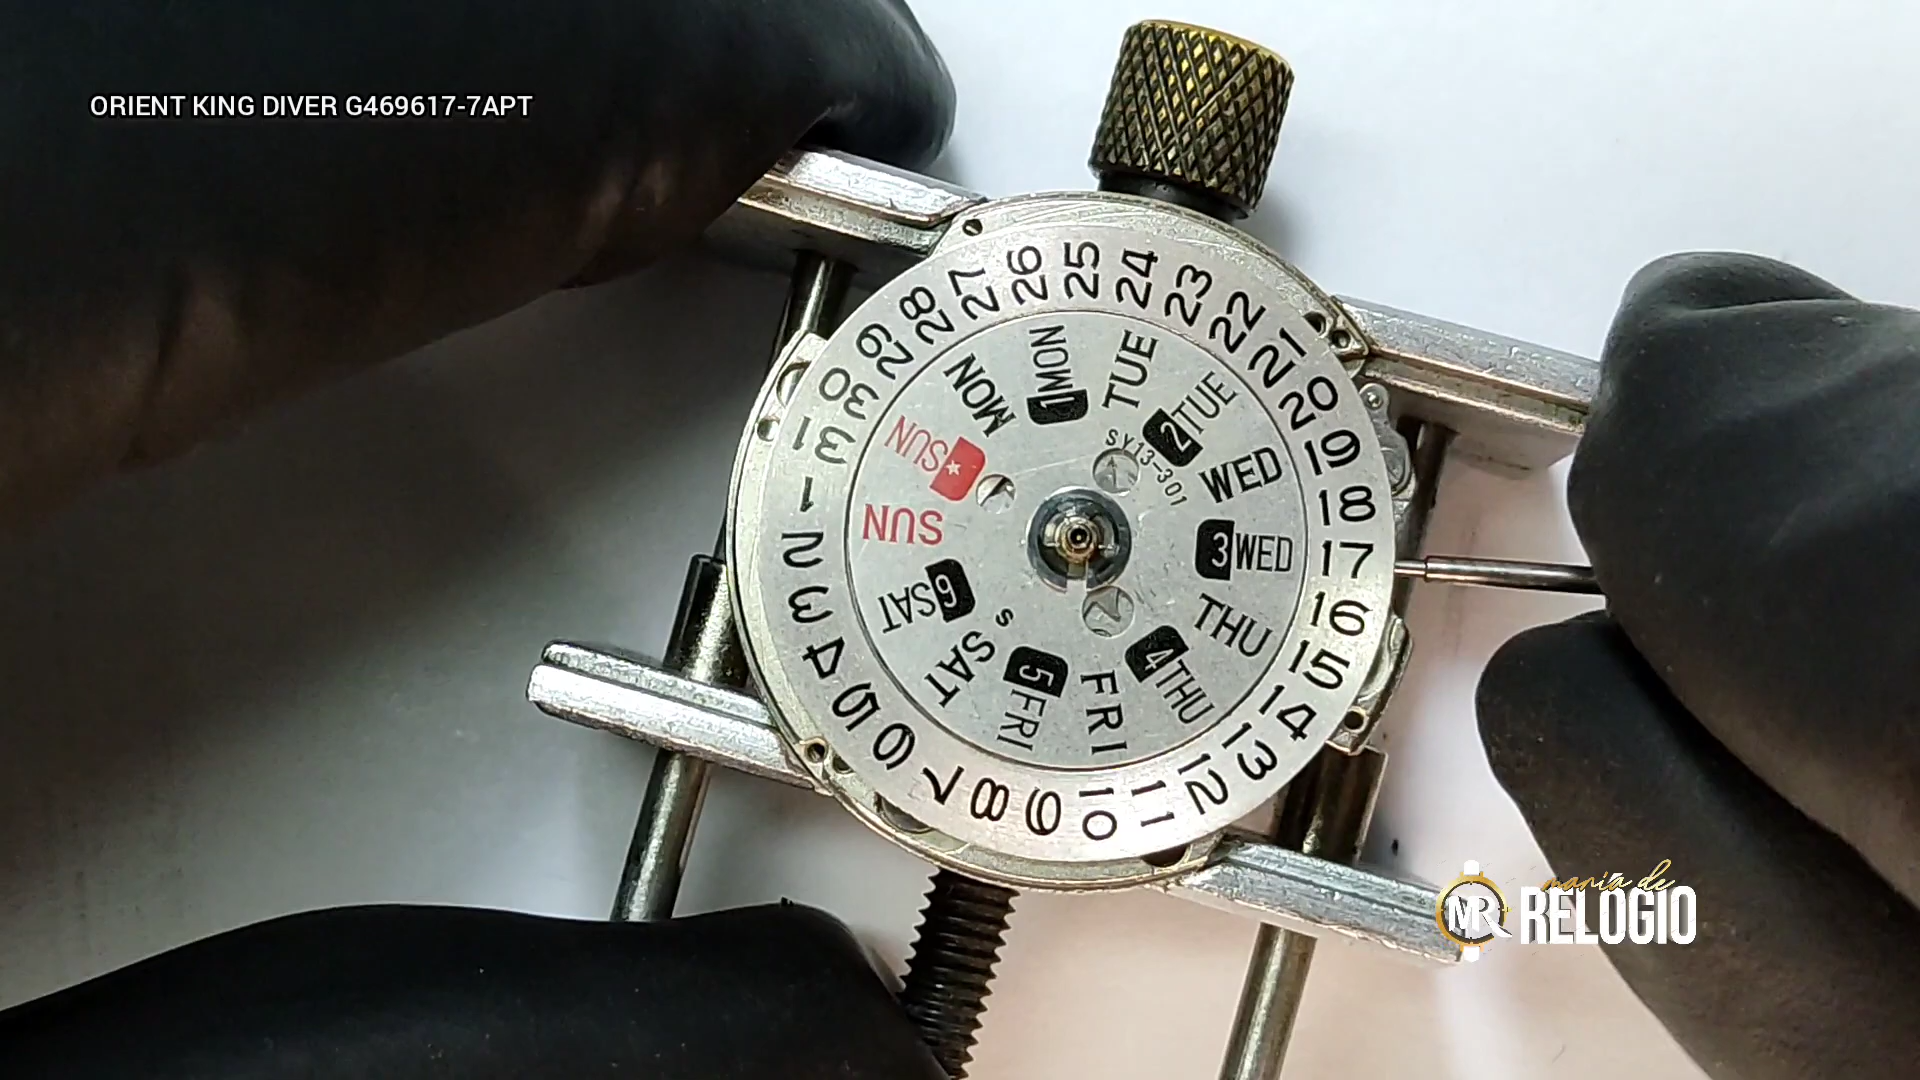 ORIENT KING DIVER G469617-7APT
1 2 3 4 5 6 7 8 9 10 11 12 13 14 15 16 17 18 19 20 21 22 23 24 25 26 27 28 29 30 31
SUN
★SUN
MON
1MON
TUE
2TUE
WED
3WED
THU
4THU
FRI
5FRI
SAT
6SAT
SY13-301
S
mania de
MR RELOGIO